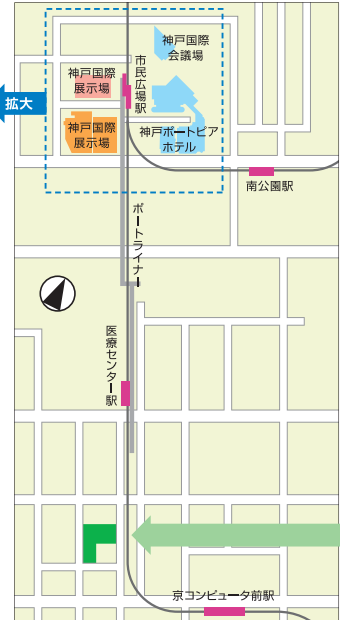 神戸国際
会議場
市民広場駅
神戸国際
展示場
拡大
神戸国際
展示場
神戸ポートピア
ホテル
南公園駅
ポートライナー
医療センター駅
京コンピュータ前駅